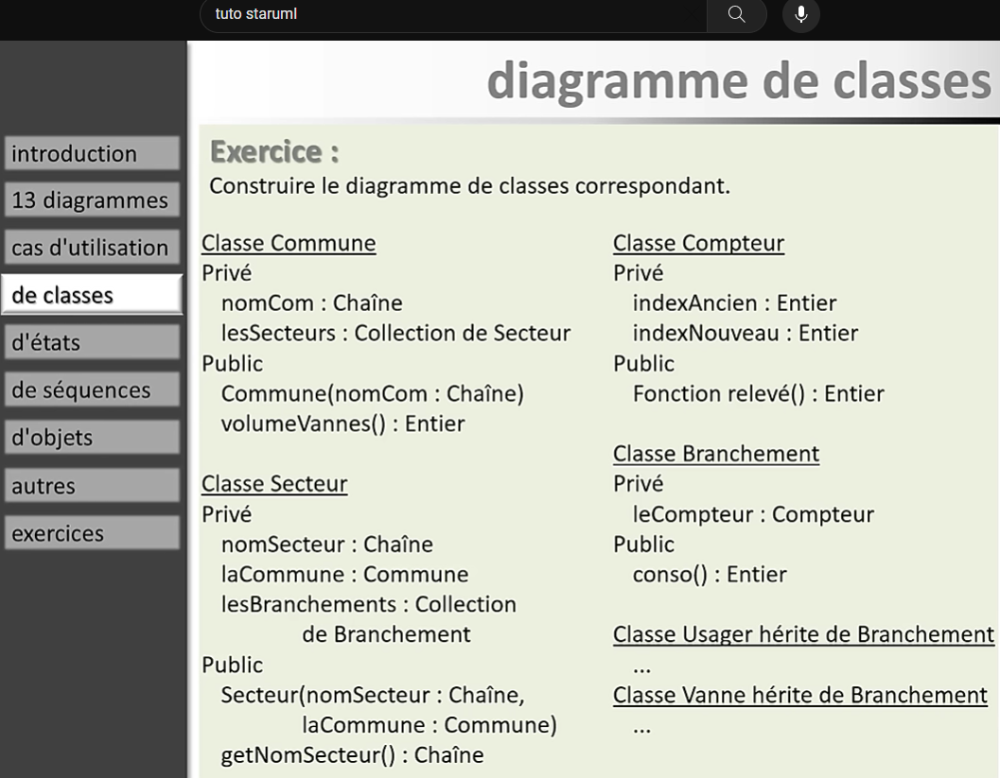 tuto staruml
diagramme de classes
introduction
13 diagrammes
cas d'utilisation
de classes
d'états
de séquences
d'objets
autres
exercices
Exercice :
Construire le diagramme de classes correspondant.
Classe Commune
Privé
nomCom : Chaîne
lesSecteurs : Collection de Secteur
Public
Commune(nomCom : Chaîne)
volumeVannes() : Entier
Classe Secteur
Privé
nomSecteur : Chaîne
laCommune : Commune
lesBranchements : Collection
de Branchement
Public
Secteur(nomSecteur : Chaîne,
laCommune : Commune)
getNomSecteur() : Chaîne
Classe Compteur
Privé
indexAncien : Entier
indexNouveau : Entier
Public
Fonction relevé() : Entier
Classe Branchement
Privé
leCompteur : Compteur
Public
conso() : Entier
Classe Usager hérite de Branchement
...
Classe Vanne hérite de Branchement
...